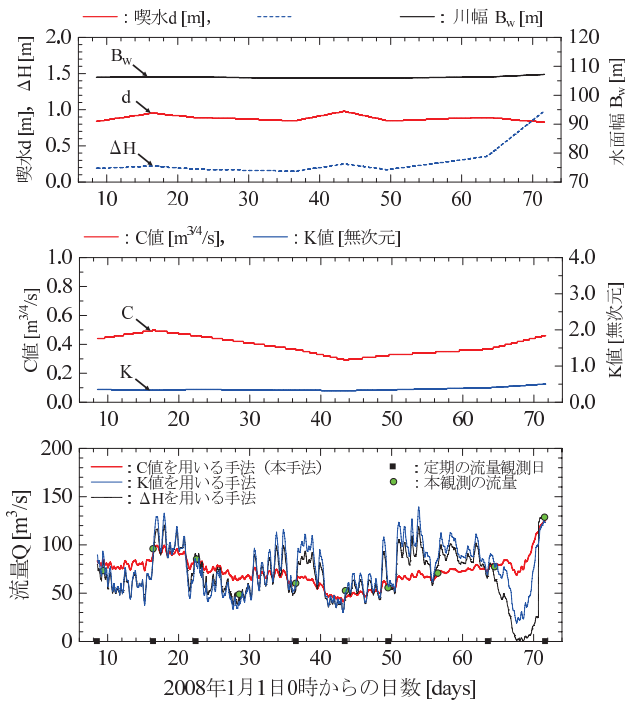 : 喫水d [m], : 川幅 Bw [m]
喫水d [m], ΔH [m]
2.0
1.5
1.0
0.5
0.0
Bw
d
ΔH
120
110
100
90
80
70
水面幅 Bw [m]
10 20 30 40 50 60 70
: C値 [m3/4/s], : K値 [無次元]
C値 [m3/4/s]
1.0
0.8
0.6
0.4
0.2
0.0
C
K
4.0
3.0
2.0
1.0
0.0
K値 [無次元]
10 20 30 40 50 60 70
流量Q [m3/s]
200
150
100
50
0
: C値を用いる手法（本手法）
: K値を用いる手法
: ΔHを用いる手法
: 定期の流量観測日
: 本観測の流量
10 20 30 40 50 60 70
2008年1月1日0時からの日数 [days]